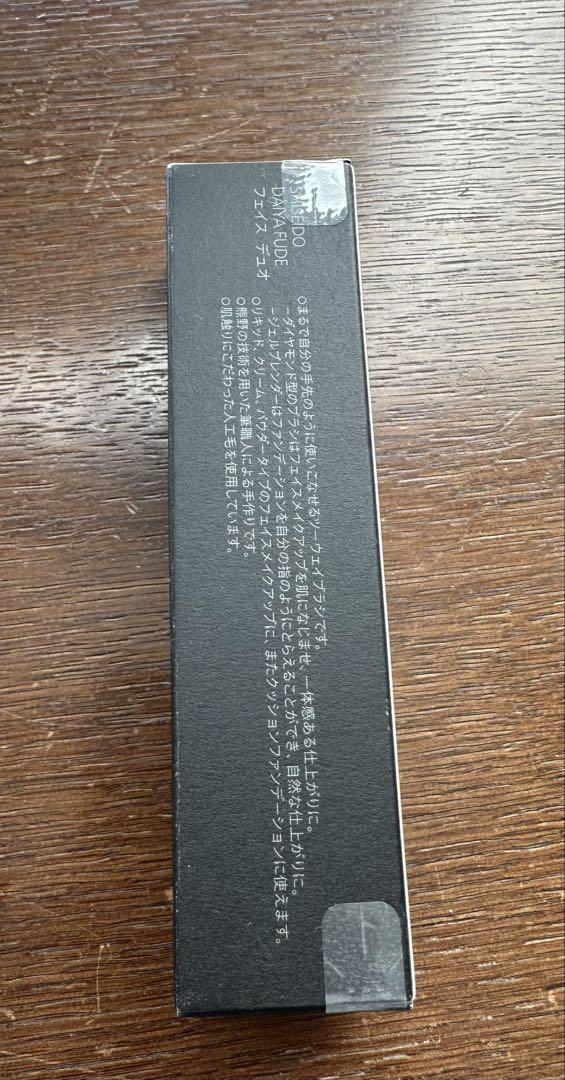 SHISEIDO
DAIYA FUDE
フェイス デュオ
○まるで自分の手先のように使いこなせるツーウェイブラシです。
–ダイヤモンド型のブラシはフェイスメイクアップを肌になじませ、一体感ある仕上がりに。
–ジェルブレンダーはファンデーションを自分の指のようにとらえることができ、自然な仕上がりに。
○リキッド、クリーム、パウダータイプのフェイスメイクアップに、またクッションファンデーションに使えます。
○熊野の技術を用いた筆職人による手作りです。
○肌触りにこだわった人工毛を使用しています。